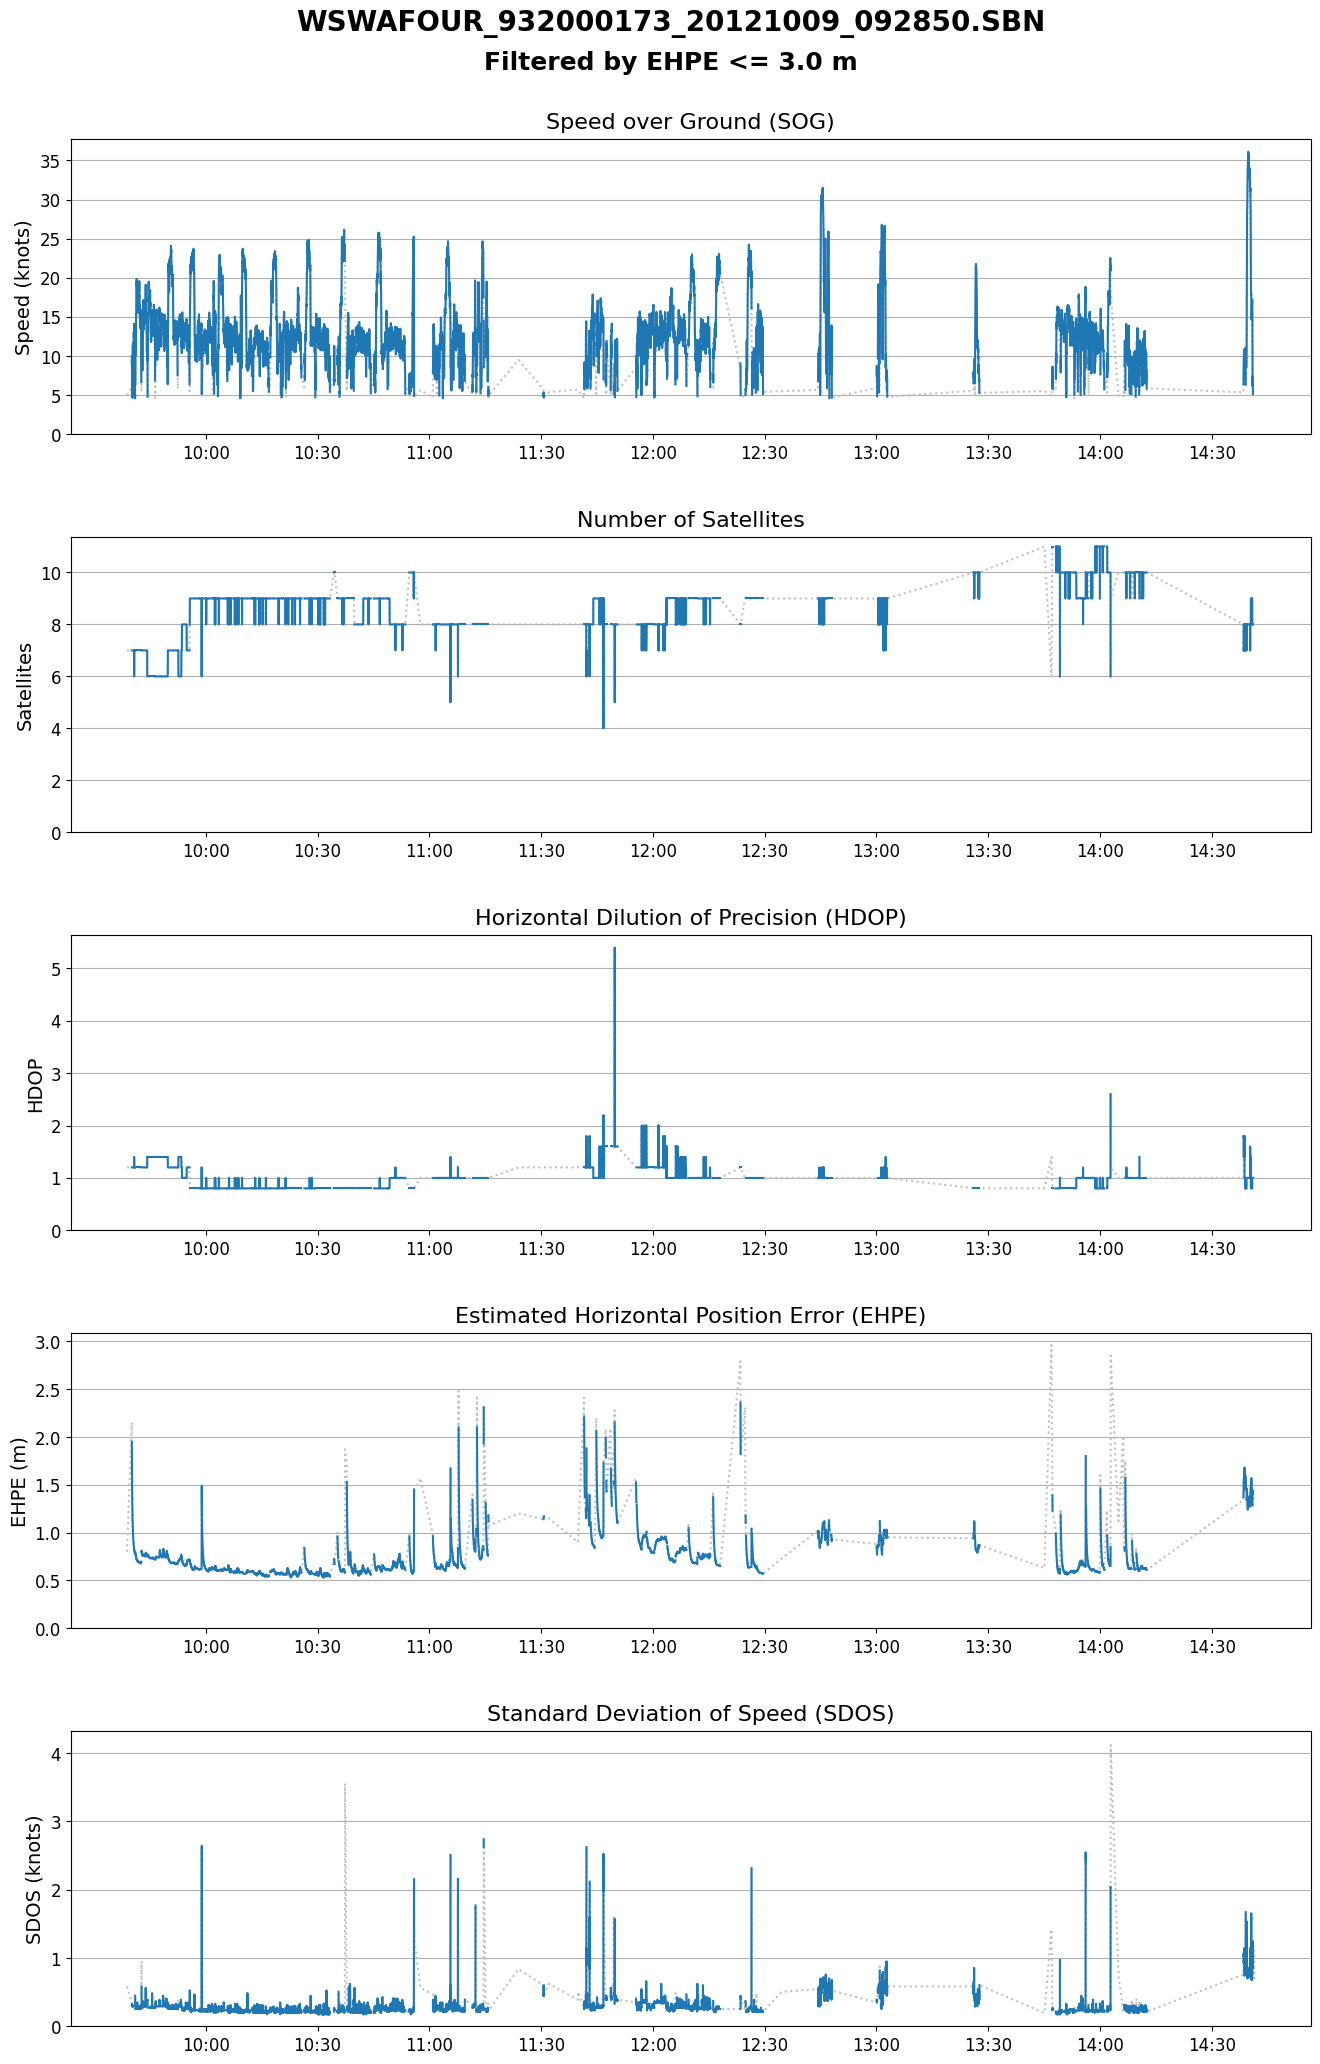 WSWAFOUR_932000173_20121009_092850.SBN
Filtered by EHPE <= 3.0 m
Speed over Ground (SOG)
Speed (knots)
35
30
25
20
15
10
5
0
10:00 10:30 11:00 11:30 12:00 12:30 13:00 13:30 14:00 14:30
Number of Satellites
Satellites
10
8
6
4
2
0
10:00 10:30 11:00 11:30 12:00 12:30 13:00 13:30 14:00 14:30
Horizontal Dilution of Precision (HDOP)
HDOP
5
4
3
2
1
0
10:00 10:30 11:00 11:30 12:00 12:30 13:00 13:30 14:00 14:30
Estimated Horizontal Position Error (EHPE)
EHPE (m)
3.0
2.5
2.0
1.5
1.0
0.5
0.0
10:00 10:30 11:00 11:30 12:00 12:30 13:00 13:30 14:00 14:30
Standard Deviation of Speed (SDOS)
SDOS (knots)
4
3
2
1
0
10:00 10:30 11:00 11:30 12:00 12:30 13:00 13:30 14:00 14:30